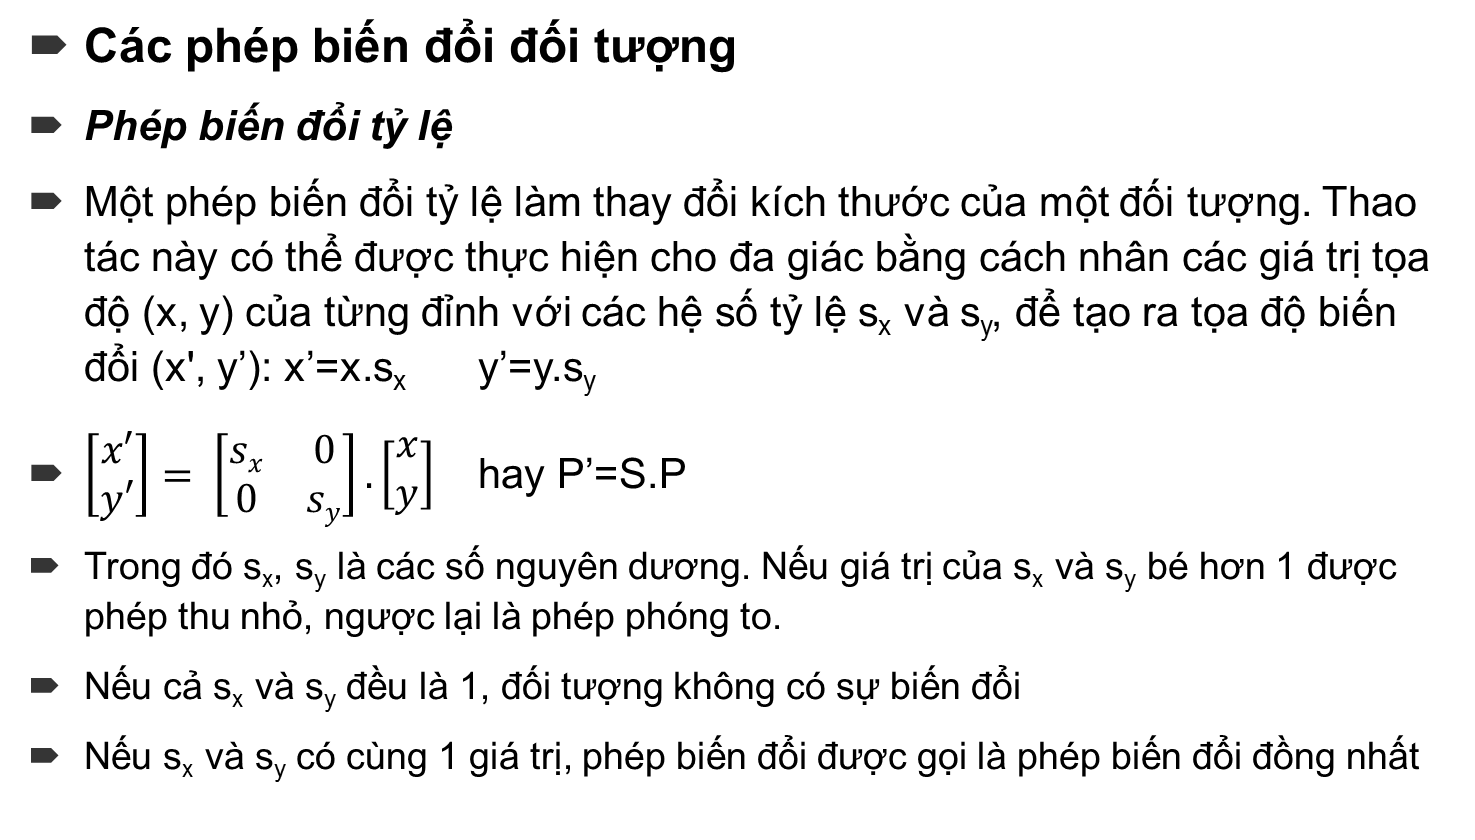 Các phép biến đổi đối tượng
Phép biến đổi tỷ lệ
Một phép biến đổi tỷ lệ làm thay đổi kích thước của một đối tượng. Thao
tác này có thể được thực hiện cho đa giác bằng cách nhân các giá trị tọa
độ (x, y) của từng đỉnh với các hệ số tỷ lệ sx và sy, để tạo ra tọa độ biến
đổi (x', y’): x’=x.sx y’=y.sy
[x′ y′] = [sx 0 0 sy] . [x y] hay P’=S.P
Trong đó sx, sy là các số nguyên dương. Nếu giá trị của sx và sy bé hơn 1 được
phép thu nhỏ, ngược lại là phép phóng to.
Nếu cả sx và sy đều là 1, đối tượng không có sự biến đổi
Nếu sx và sy có cùng 1 giá trị, phép biến đổi được gọi là phép biến đổi đồng nhất